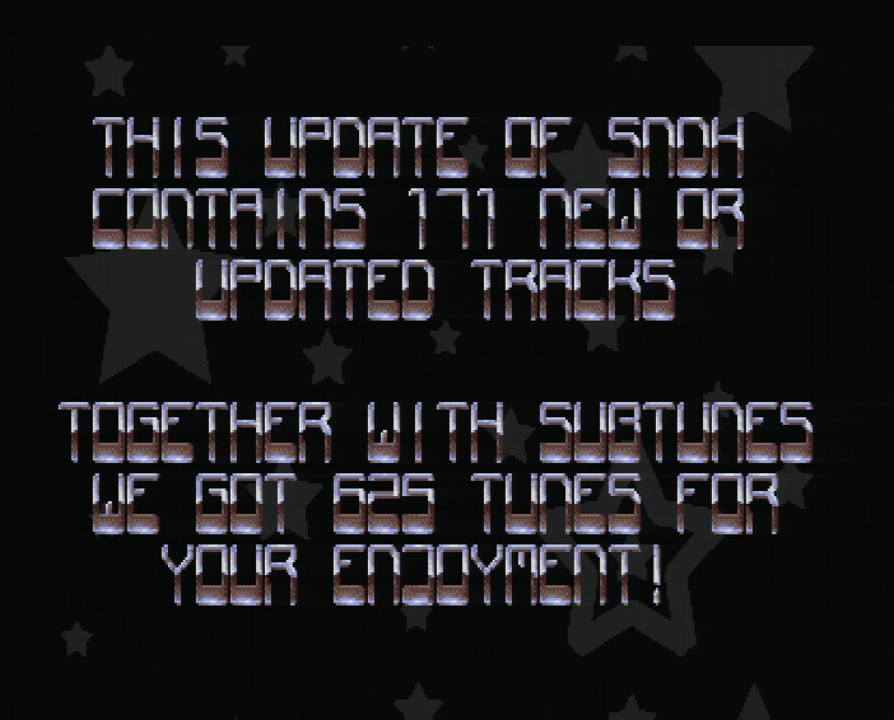 THIS UPDATE OF SNDH
CONTAINS 171 NEW OR
UPDATED TRACKS
TOGETHER WITH SUBTUNES
WE GOT 625 TUNES FOR
YOUR ENJOYMENT!